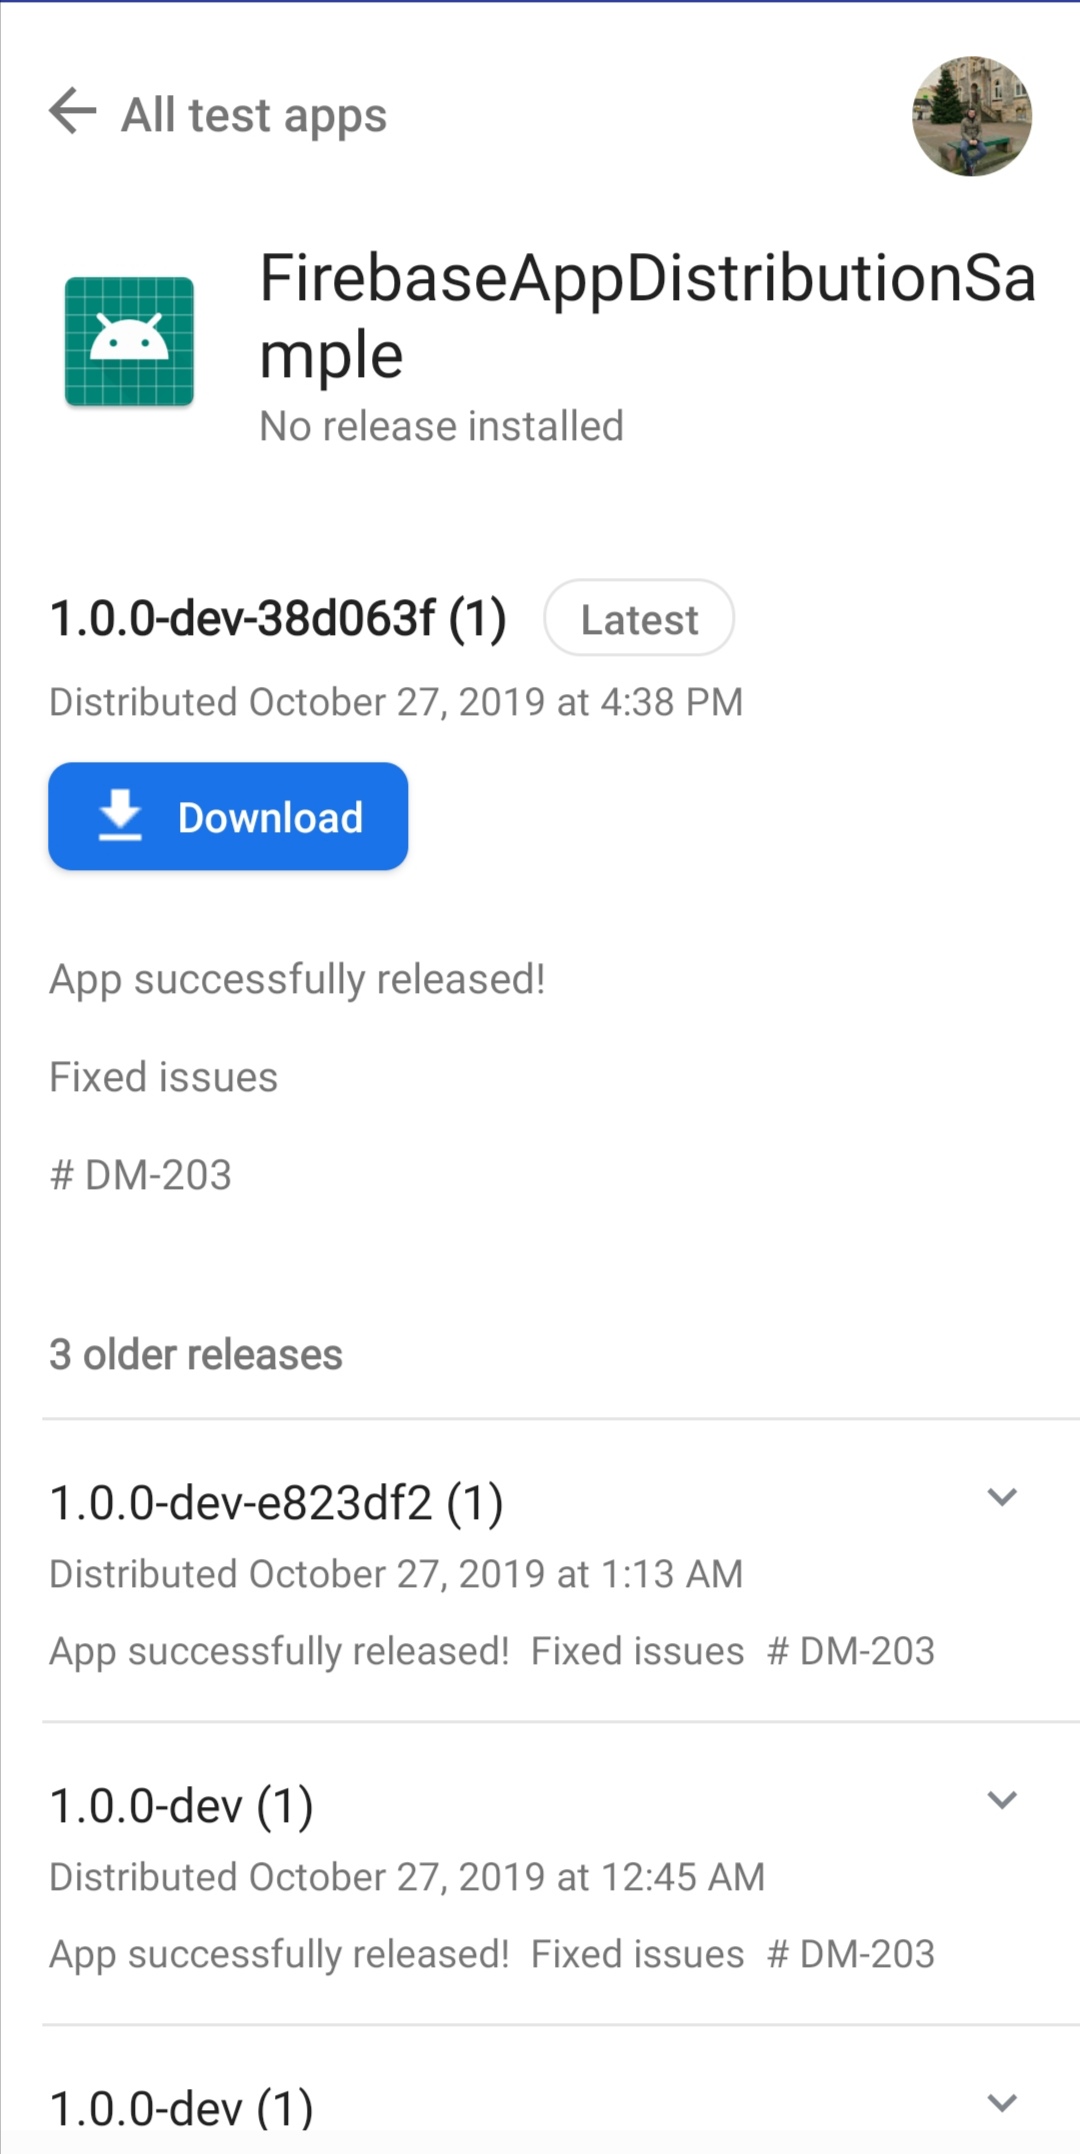 All test apps
FirebaseAppDistributionSa
mple
No release installed
1.0.0-dev-38d063f (1) Latest
Distributed October 27, 2019 at 4:38 PM
Download
App successfully released!
Fixed issues
# DM-203
3 older releases
1.0.0-dev-e823df2 (1)
Distributed October 27, 2019 at 1:13 AM
App successfully released!  Fixed issues  # DM-203
1.0.0-dev (1)
Distributed October 27, 2019 at 12:45 AM
App successfully released!  Fixed issues  # DM-203
1.0.0-dev (1)